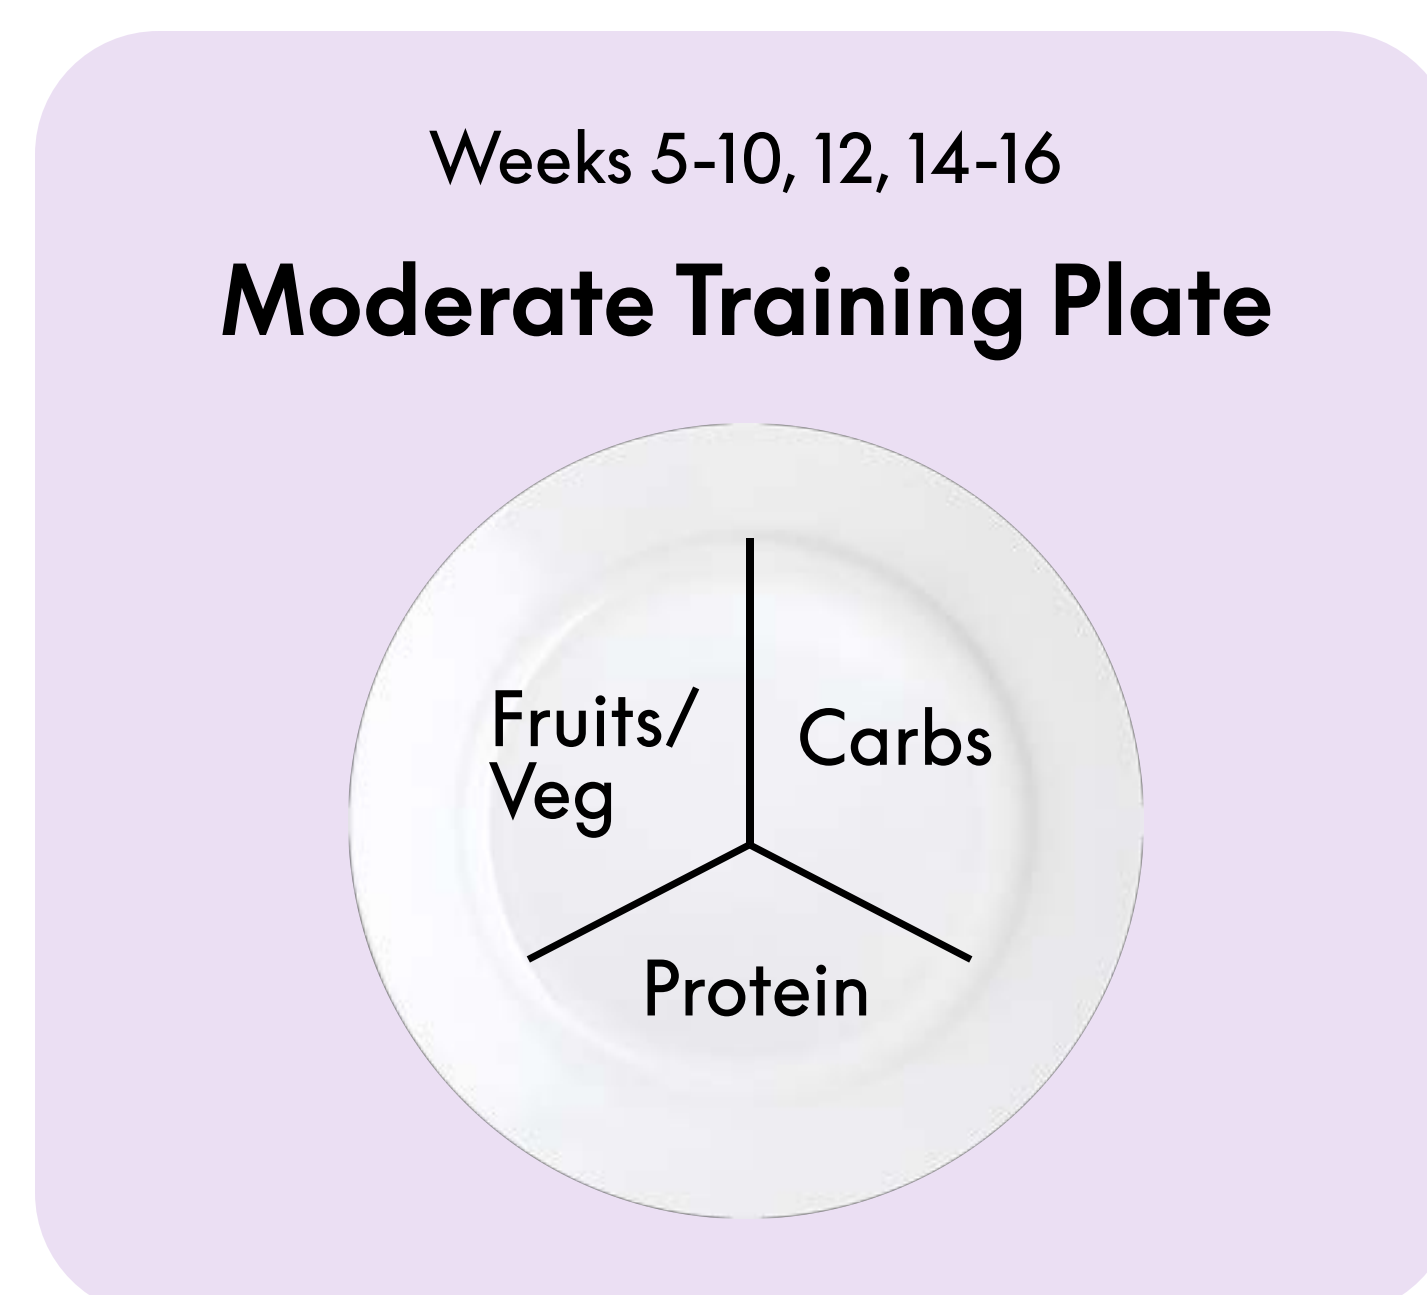 Weeks 5-10, 12, 14-16
Moderate Training Plate
Fruits/
Veg
Carbs
Protein